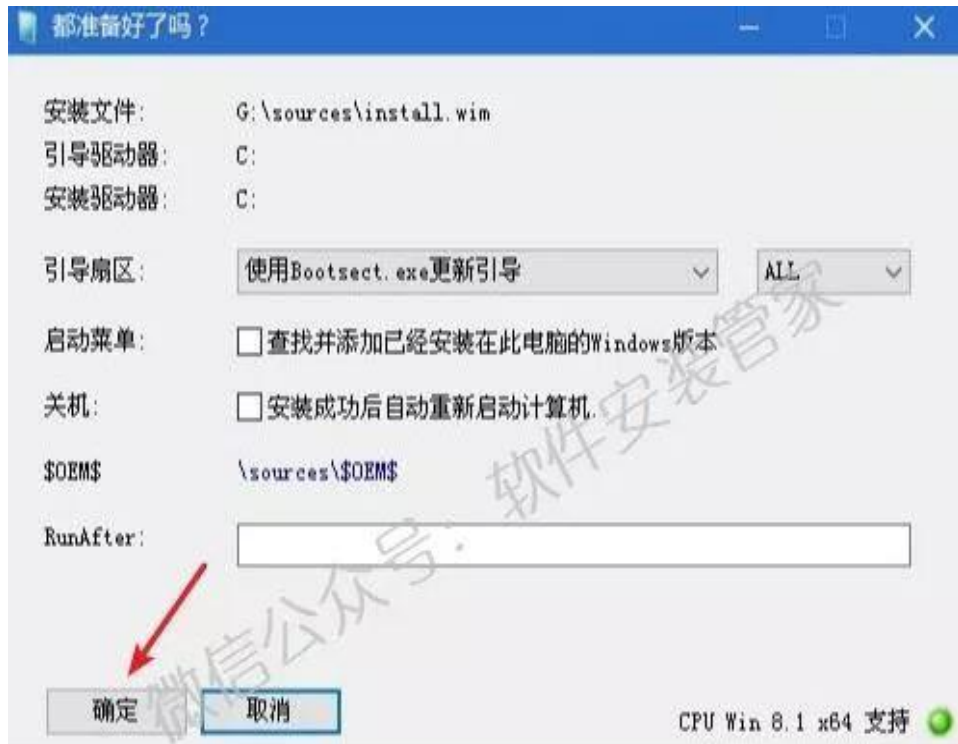 都准备好了吗?
安装文件: G:\sources\install.wim
引导驱动器: C:
安装驱动器: C:
引导扇区: 使用Bootsect.exe更新引导 ALL
启动菜单: 查找并添加已经安装在此电脑的Windows版本
关机: 安装成功后自动重新启动计算机.
$OEM$ \sources\$OEM$
RunAfter:
微信公众号:软件安装管家
确定 取消
CPU Win 8.1 x64 支持